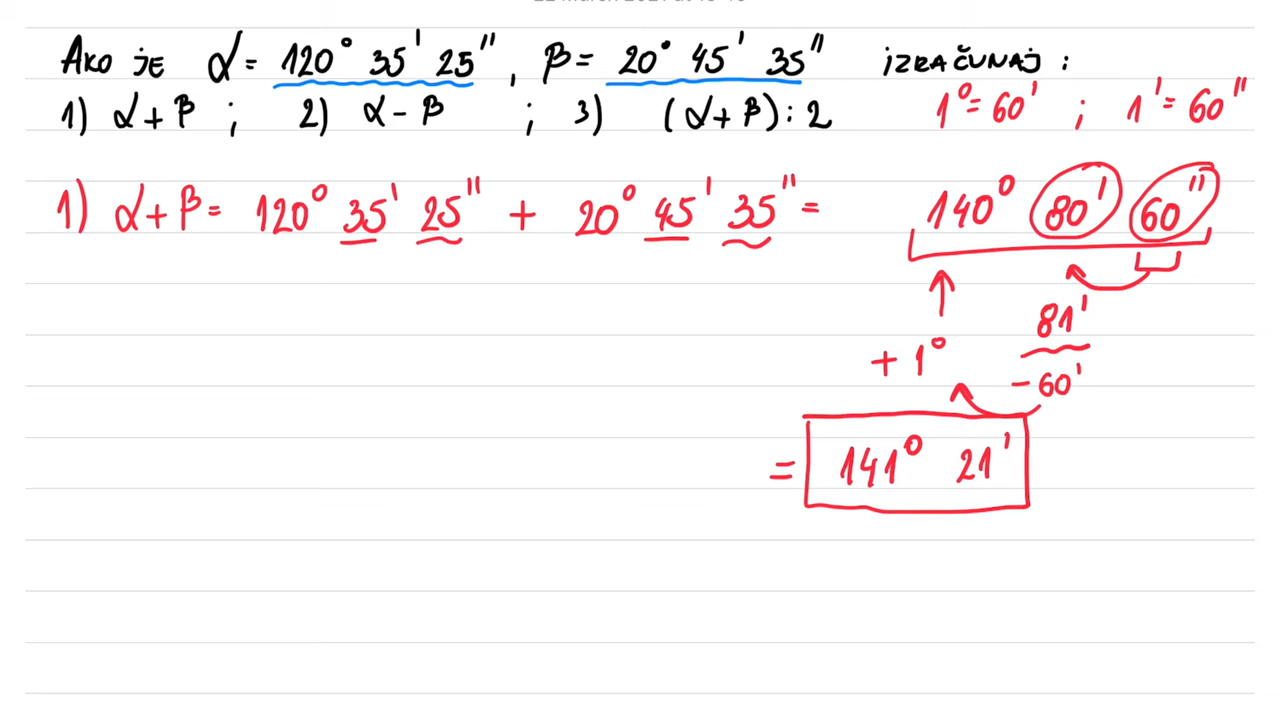 Ako je α = 120° 35' 25'' , β = 20° 45' 35'' izračunaj :
1) α + β ; 2) α - β ; 3) (α + β) : 2
1° = 60' ; 1' = 60''
1) α + β = 120° 35' 25'' + 20° 45' 35'' = 140° 80' 60''
81'
+ 1° - 60'
= 141° 21'